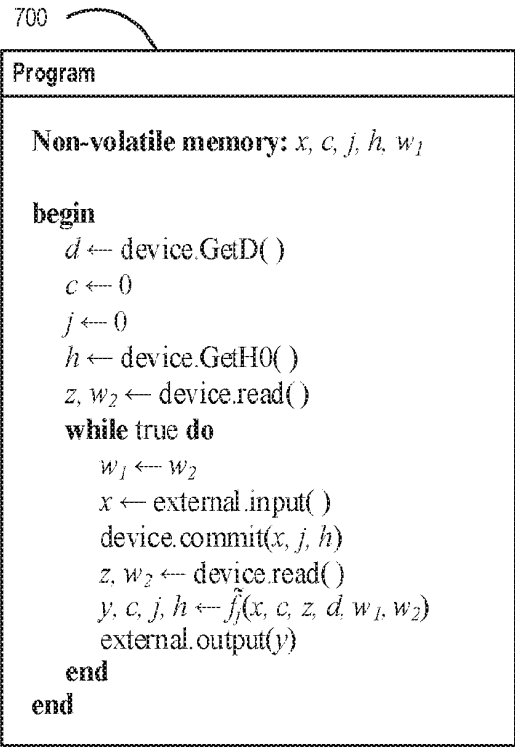 700
Program
Non-volatile memory: x, c, j, h, w₁
begin
d ← device.GetD( )
c ← 0
j ← 0
h ← device.GetH0( )
z, w₂ ← device.read( )
while true do
w₁ ← w₂
x ← external.input( )
device.commit(x, j, h)
z, w₂ ← device.read( )
y, c, j, h ← f̃ⱼ(x, c, z, d, w₁, w₂)
external.output(y)
end
end